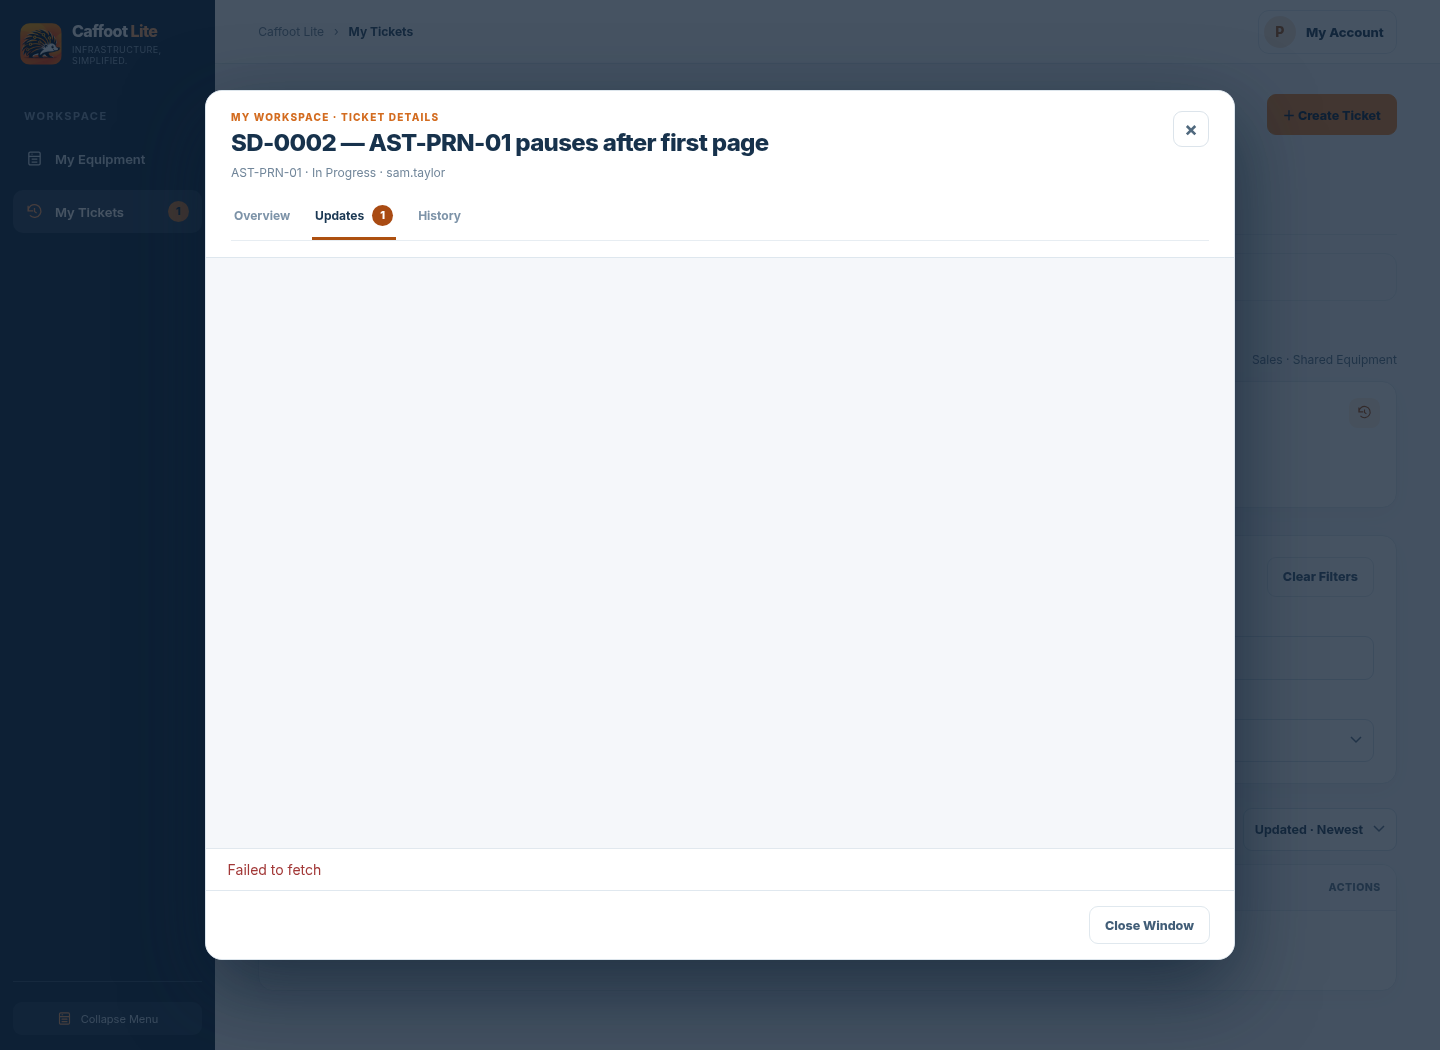 Caffoot Lite
INFRASTRUCTURE,
SIMPLIFIED.
WORKSPACE
My Equipment
My Tickets 1
Collapse Menu
Caffoot Lite › My Tickets
P My Account
+ Create Ticket
MY WORKSPACE · TICKET DETAILS
SD-0002 — AST-PRN-01 pauses after first page
AST-PRN-01 · In Progress · sam.taylor
×
Overview Updates 1 History
Failed to fetch
Close Window
Sales · Shared Equipment
Clear Filters
Updated · Newest
ACTIONS